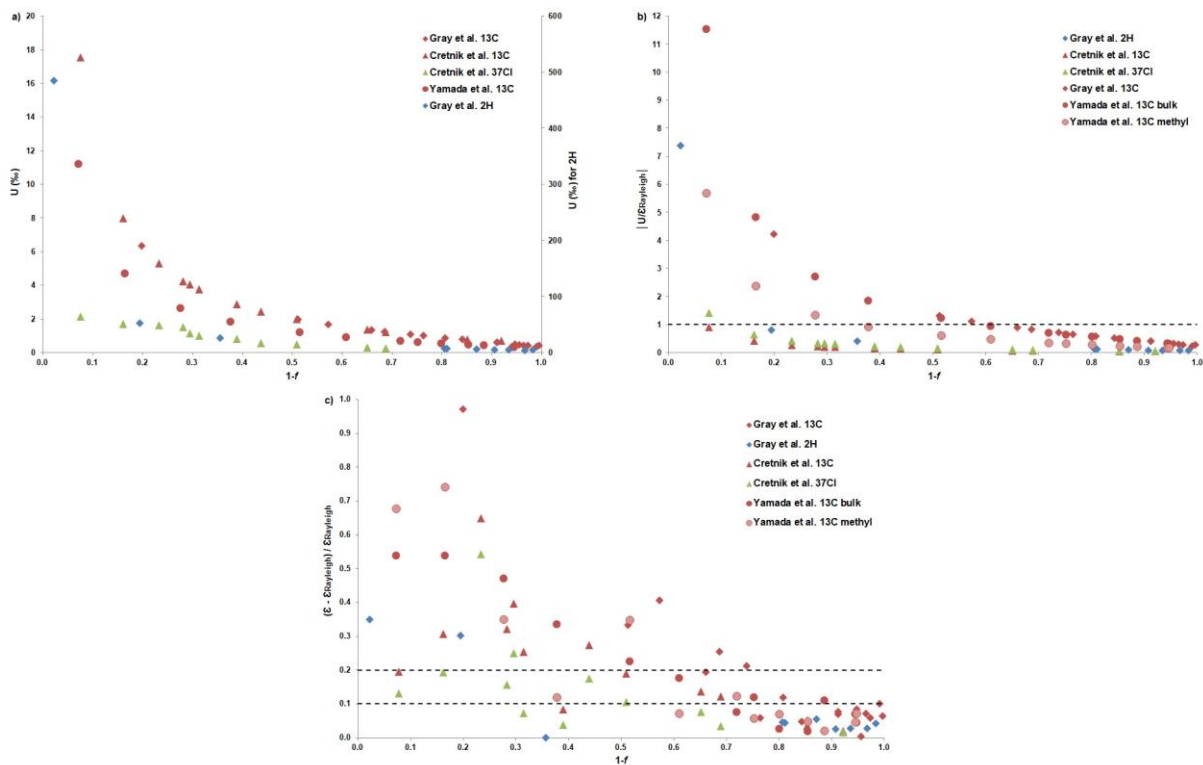 a)
20
18
16
14
12
10
8
6
4
2
0
U (‰)
600
500
400
300
200
100
0
U (‰) for 2H
0.0 0.1 0.2 0.3 0.4 0.5 0.6 0.7 0.8 0.9 1.0
1-f
Gray et al. 13C
Cretnik et al. 13C
Cretnik et al. 37Cl
Yamada et al. 13C
Gray et al. 2H
b)
12
11
10
9
8
7
6
5
4
3
2
1
0
|U/ƐRayleigh|
0.0 0.1 0.2 0.3 0.4 0.5 0.6 0.7 0.8 0.9 1.0
1-f
Gray et al. 2H
Cretnik et al. 13C
Cretnik et al. 37Cl
Gray et al. 13C
Yamada et al. 13C bulk
Yamada et al. 13C methyl
c)
1.0
0.9
0.8
0.7
0.6
0.5
0.4
0.3
0.2
0.1
0.0
(Ɛ - ƐRayleigh) / ƐRayleigh
0.0 0.1 0.2 0.3 0.4 0.5 0.6 0.7 0.8 0.9 1.0
1-f
Gray et al. 13C
Gray et al. 2H
Cretnik et al. 13C
Cretnik et al. 37Cl
Yamada et al. 13C bulk
Yamada et al. 13C methyl